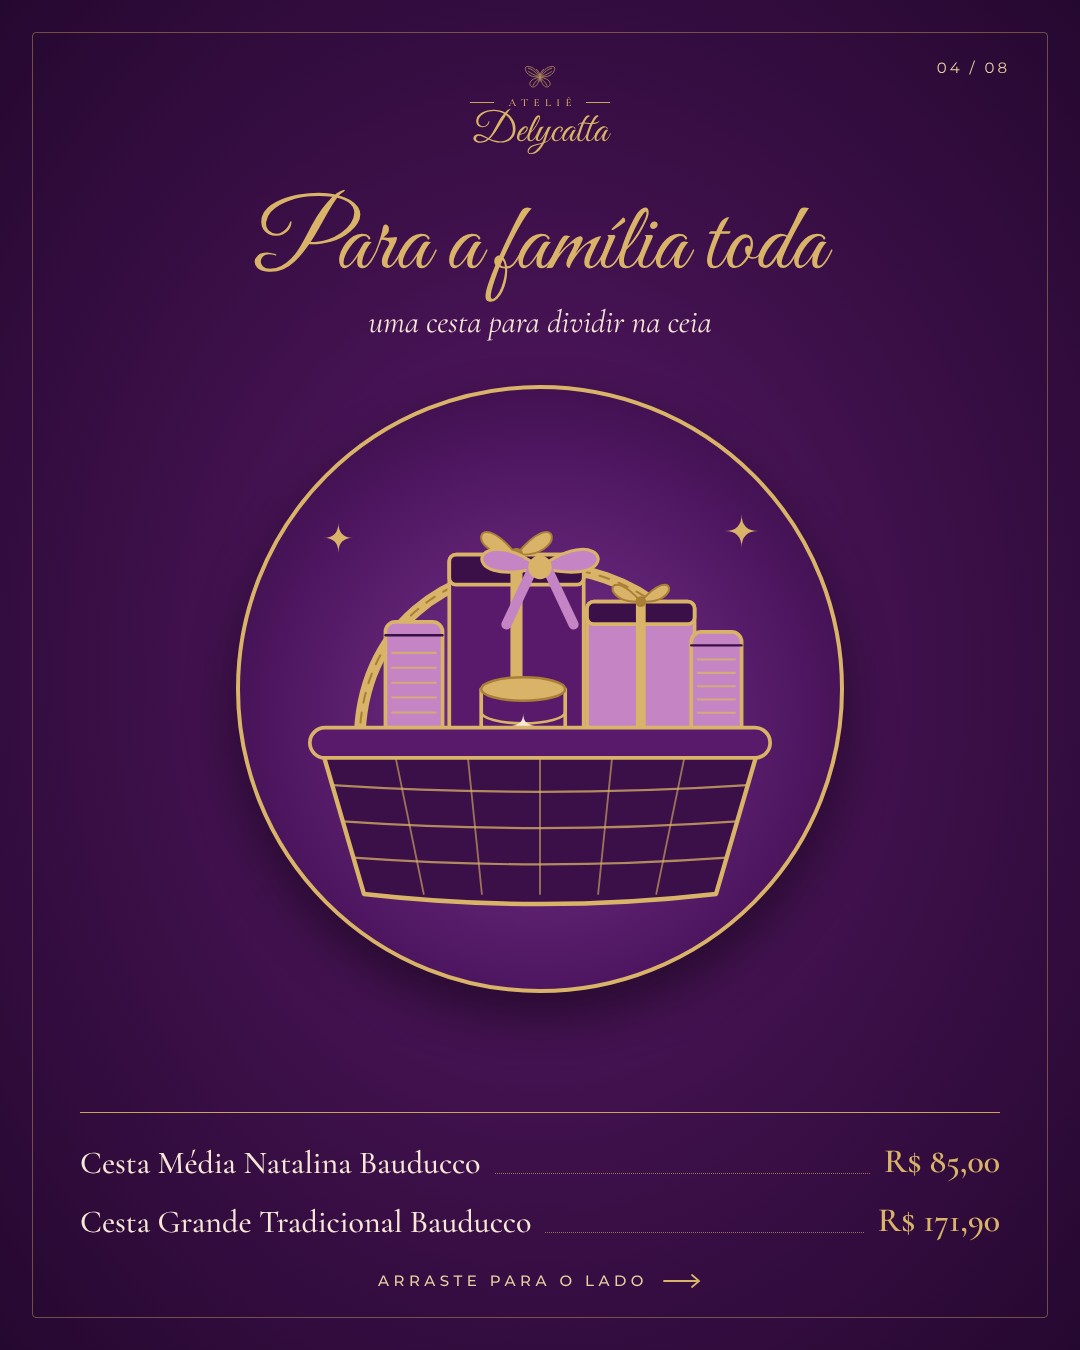 04 / 08
ATELIÊ
Delycatta
Para a família toda
uma cesta para dividir na ceia
Cesta Média Natalina Bauducco R$ 85,00
Cesta Grande Tradicional Bauducco R$ 171,90
ARRASTE PARA O LADO